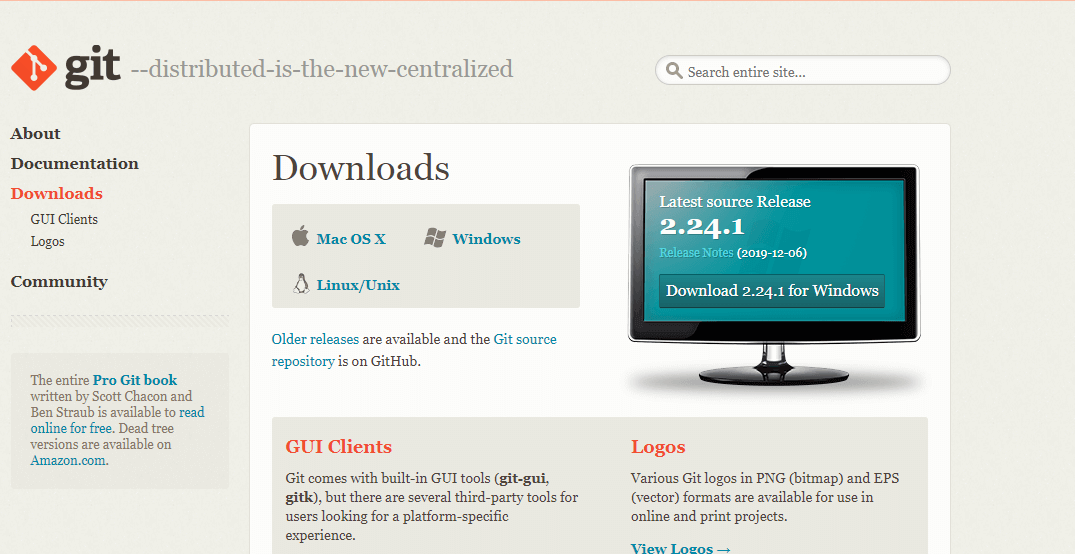 git --distributed-is-the-new-centralized
Search entire site...
About
Documentation
Downloads
GUI Clients
Logos
Community
The entire Pro Git book
written by Scott Chacon and
Ben Straub is available to read
online for free. Dead tree
versions are available on
Amazon.com.
Downloads
Mac OS X
Windows
Linux/Unix
Older releases are available and the Git source
repository is on GitHub.
Latest source Release
2.24.1
Release Notes (2019-12-06)
Download 2.24.1 for Windows
GUI Clients
Git comes with built-in GUI tools (git-gui,
gitk), but there are several third-party tools for
users looking for a platform-specific
experience.
Logos
Various Git logos in PNG (bitmap) and EPS
(vector) formats are available for use in
online and print projects.
View Logos →